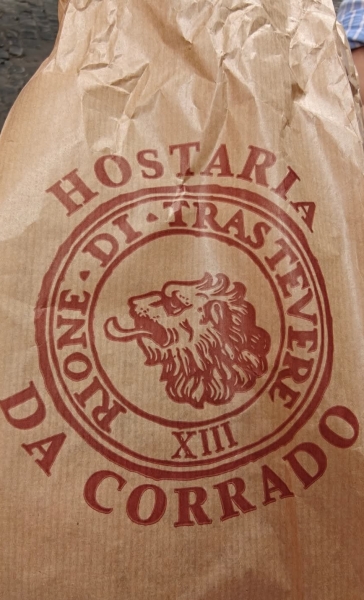 HOSTARIA
RIONE · DI · TRASTEVERE
XIII
DA CORRADO